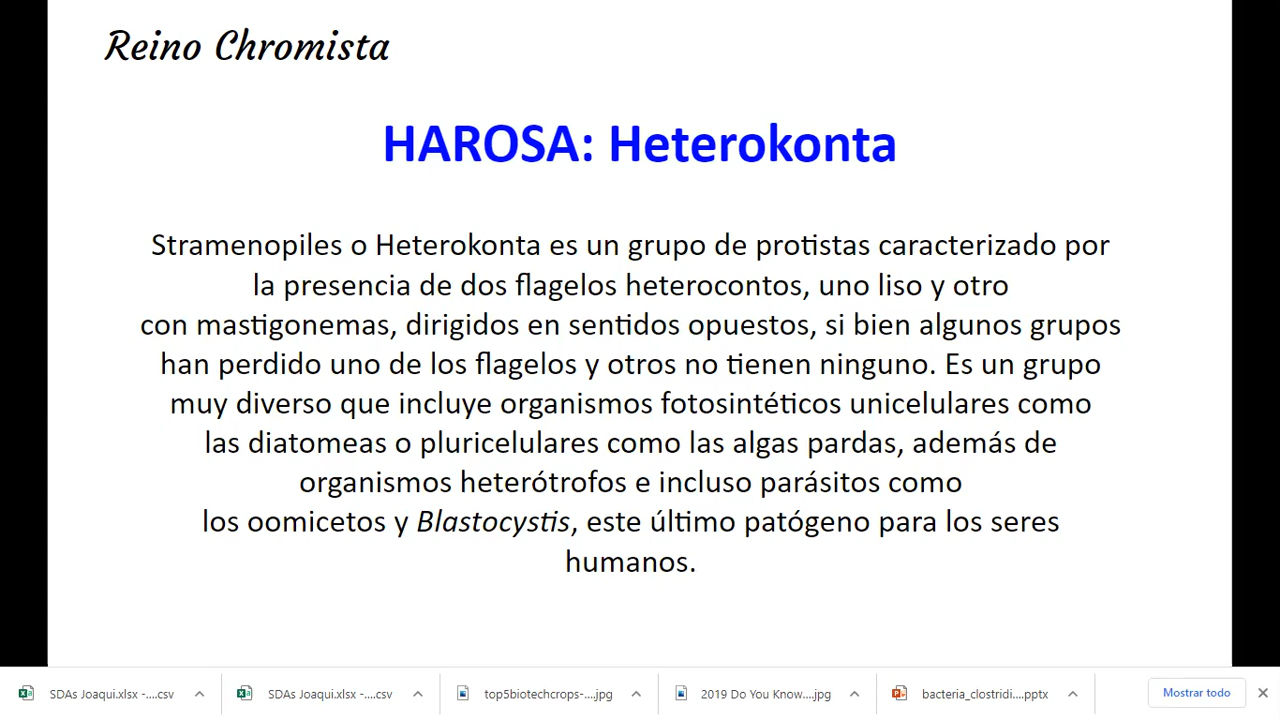 Reino Chromista
HAROSA: Heterokonta
Stramenopiles o Heterokonta es un grupo de protistas caracterizado por
la presencia de dos flagelos heterocontos, uno liso y otro
con mastigonemas, dirigidos en sentidos opuestos, si bien algunos grupos
han perdido uno de los flagelos y otros no tienen ninguno. Es un grupo
muy diverso que incluye organismos fotosintéticos unicelulares como
las diatomeas o pluricelulares como las algas pardas, además de
organismos heterótrofos e incluso parásitos como
los oomicetos y Blastocystis, este último patógeno para los seres
humanos.
SDAs Joaqui.xlsx -....csv
SDAs Joaqui.xlsx -....csv
top5biotechcrops-....jpg
2019 Do You Know....jpg
bacteria_clostridi....pptx
Mostrar todo